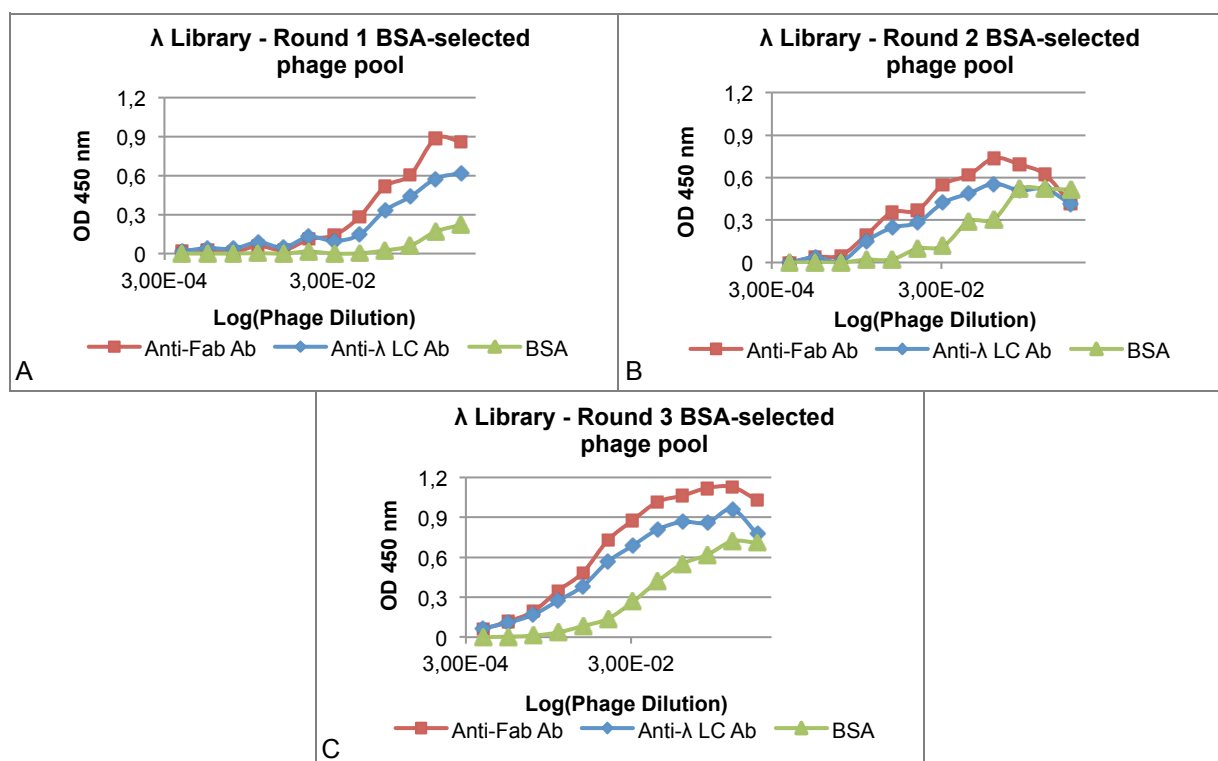 λ Library - Round 1 BSA-selected
phage pool
1,2
0,9
0,6
0,3
0
OD 450 nm
3,00E-04 3,00E-02
Log(Phage Dilution)
Anti-Fab Ab Anti-λ LC Ab BSA
A
λ Library - Round 2 BSA-selected
phage pool
1,2
0,9
0,6
0,3
0
OD 450 nm
3,00E-04 3,00E-02
Log(Phage Dilution)
Anti-Fab Ab Anti-λ LC Ab BSA
B
λ Library - Round 3 BSA-selected
phage pool
1,2
0,9
0,6
0,3
0
OD 450 nm
3,00E-04 3,00E-02
Log(Phage Dilution)
Anti-Fab Ab Anti-λ LC Ab BSA
C